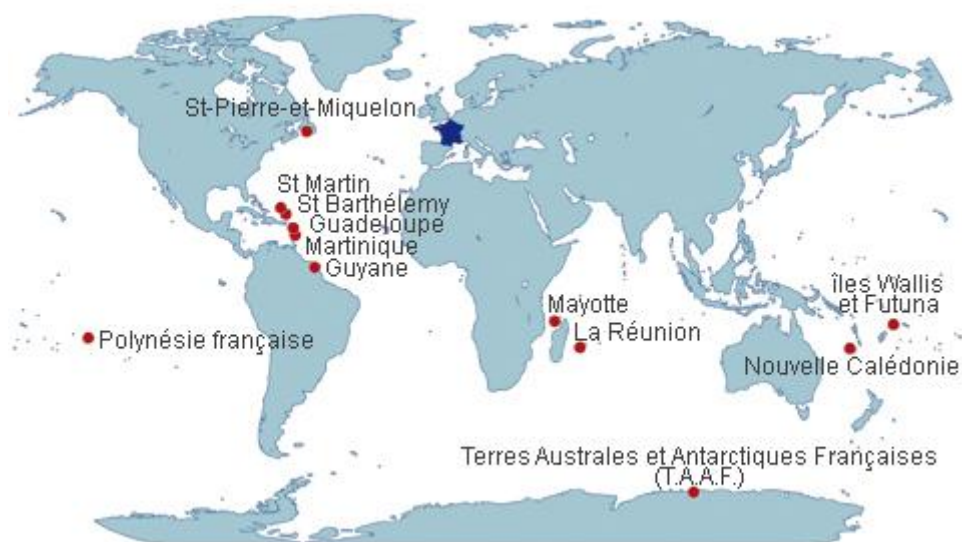 St-Pierre-et-Miquelon
St Martin
St Barthélemy
Guadeloupe
Martinique
Guyane
Polynésie française
Mayotte
La Réunion
îles Wallis
et Futuna
Nouvelle Calédonie
Terres Australes et Antarctiques Françaises
(T.A.A.F.)